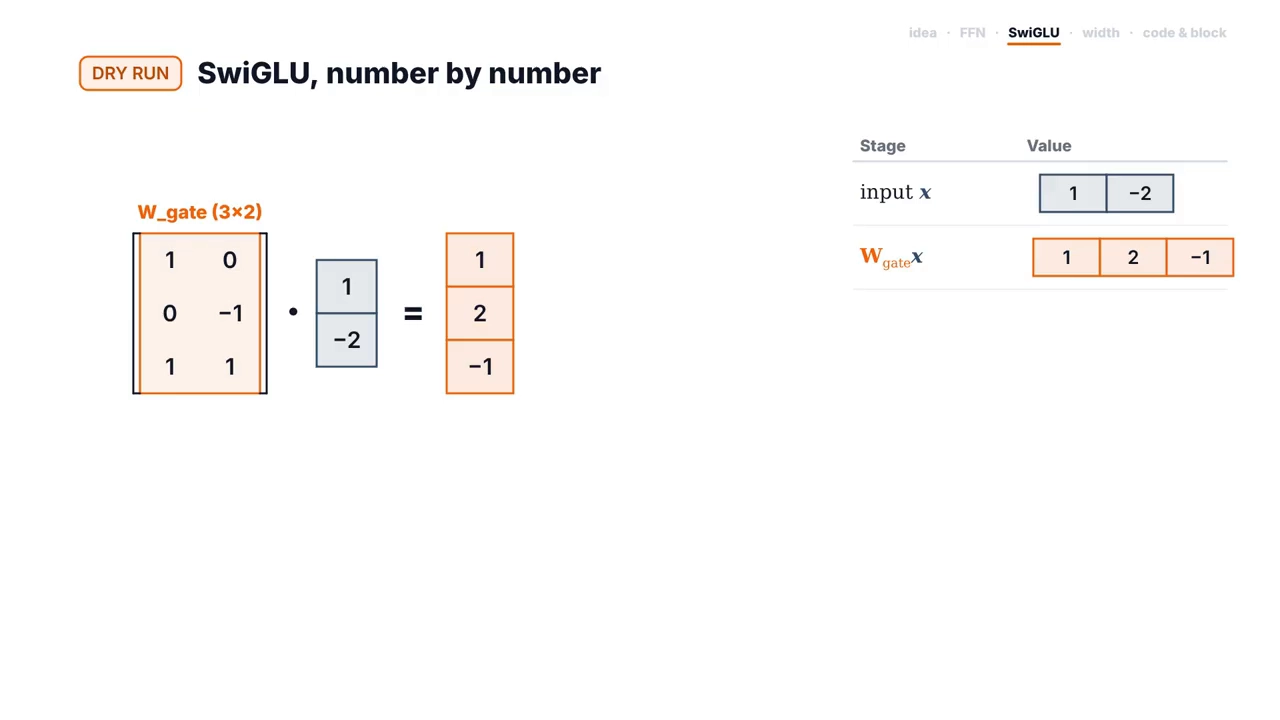 idea · FFN · SwiGLU · width · code & block
DRY RUN SwiGLU, number by number
Stage Value
input x 1 −2
W_gate x 1 2 −1
W_gate (3×2)
1 0
0 −1
1 1
·
1
−2
=
1
2
−1